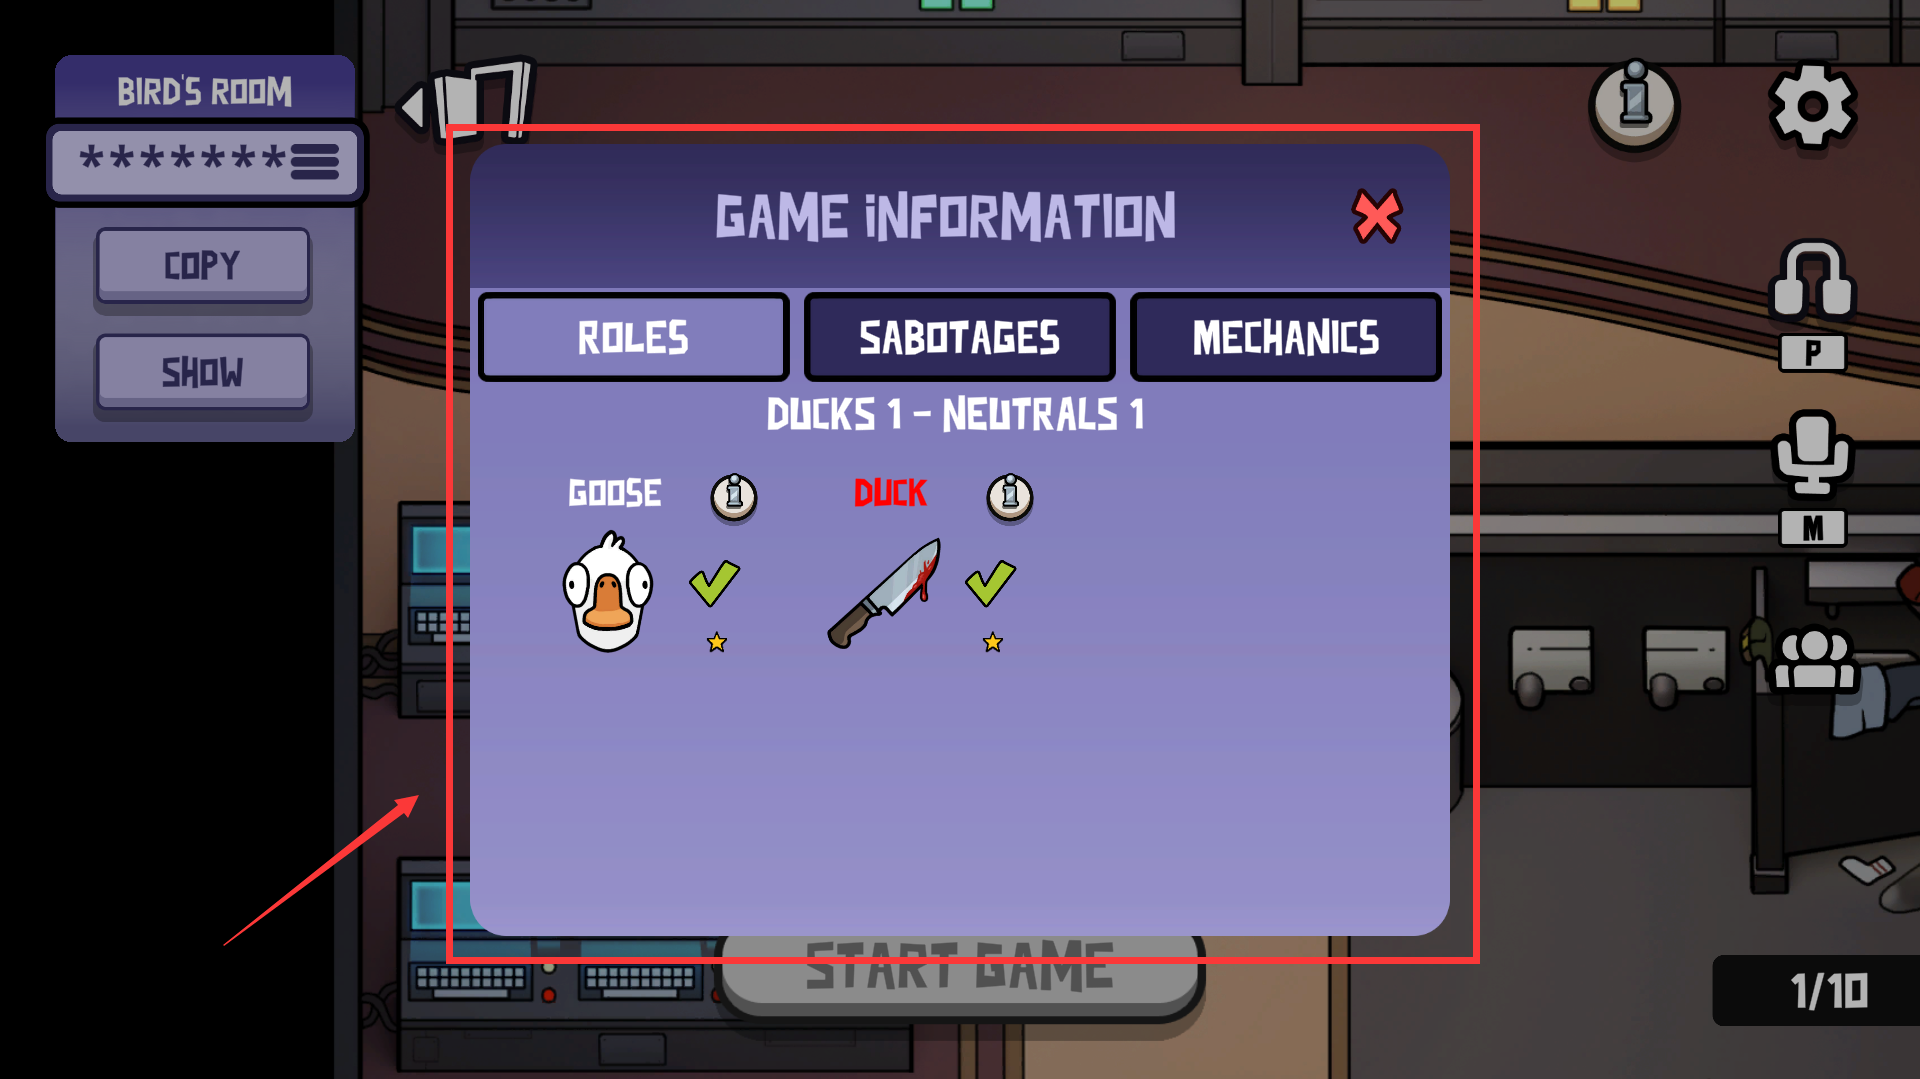 BIRD'S ROOM
*******
COPY
SHOW
GAME INFORMATION
ROLES
SABOTAGES
MECHANICS
DUCKS 1 - NEUTRALS 1
GOOSE
DUCK
P
M
START GAME
1/10